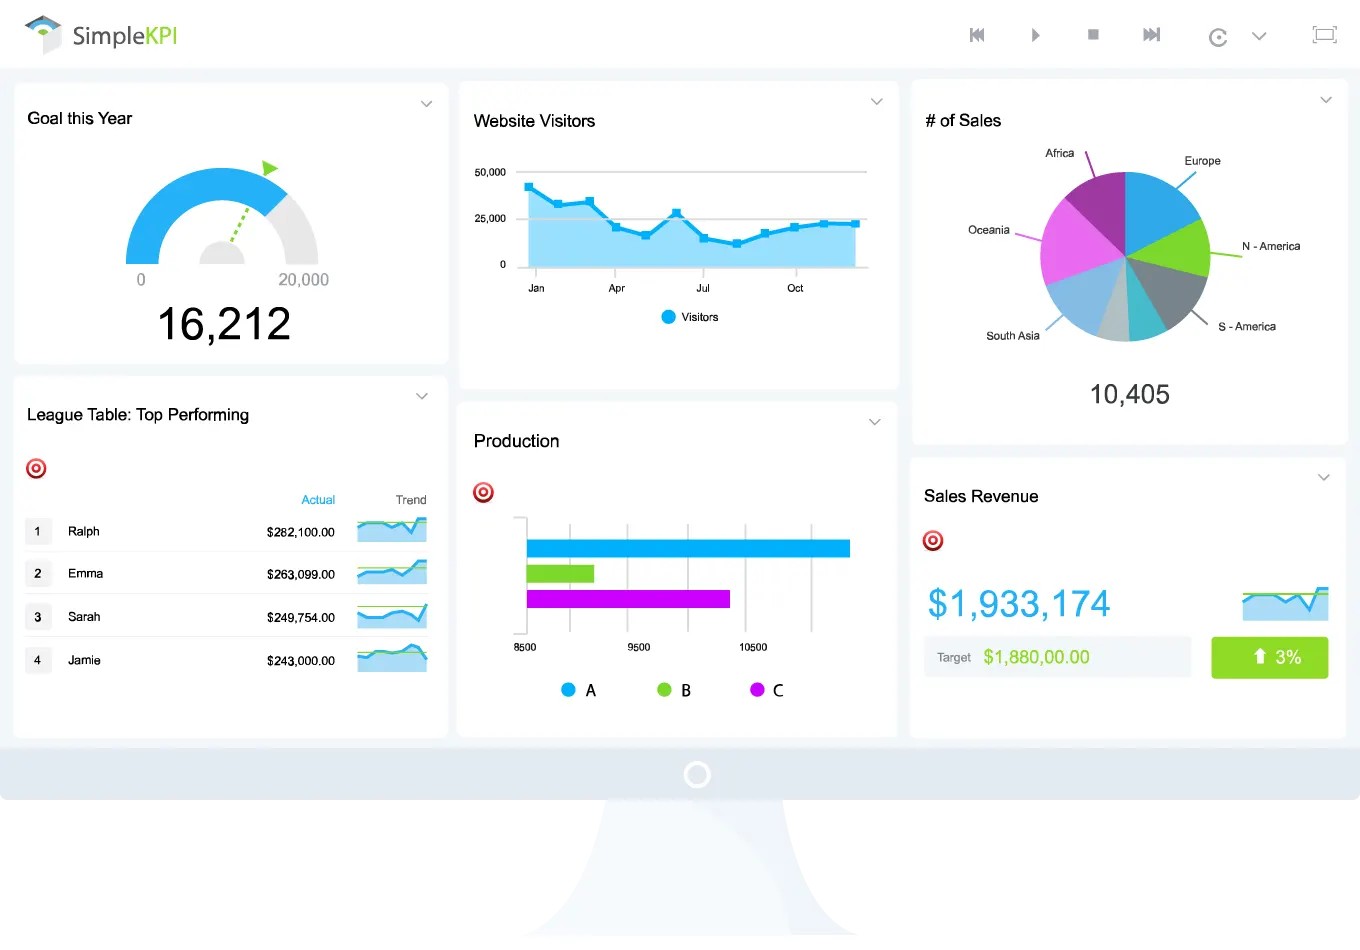 SimpleKPI
Goal this Year
0
20,000
16,212
Website Visitors
50,000
25,000
0
Jan
Apr
Jul
Oct
Visitors
# of Sales
Africa
Europe
Oceania
N - America
South Asia
S - America
10,405
League Table: Top Performing
Actual Trend
1 Ralph $282,100.00
2 Emma $263,099.00
3 Sarah $249,754.00
4 Jamie $243,000.00
Production
8500
9500
10500
A
B
C
Sales Revenue
$1,933,174
Target $1,880,00.00
3%